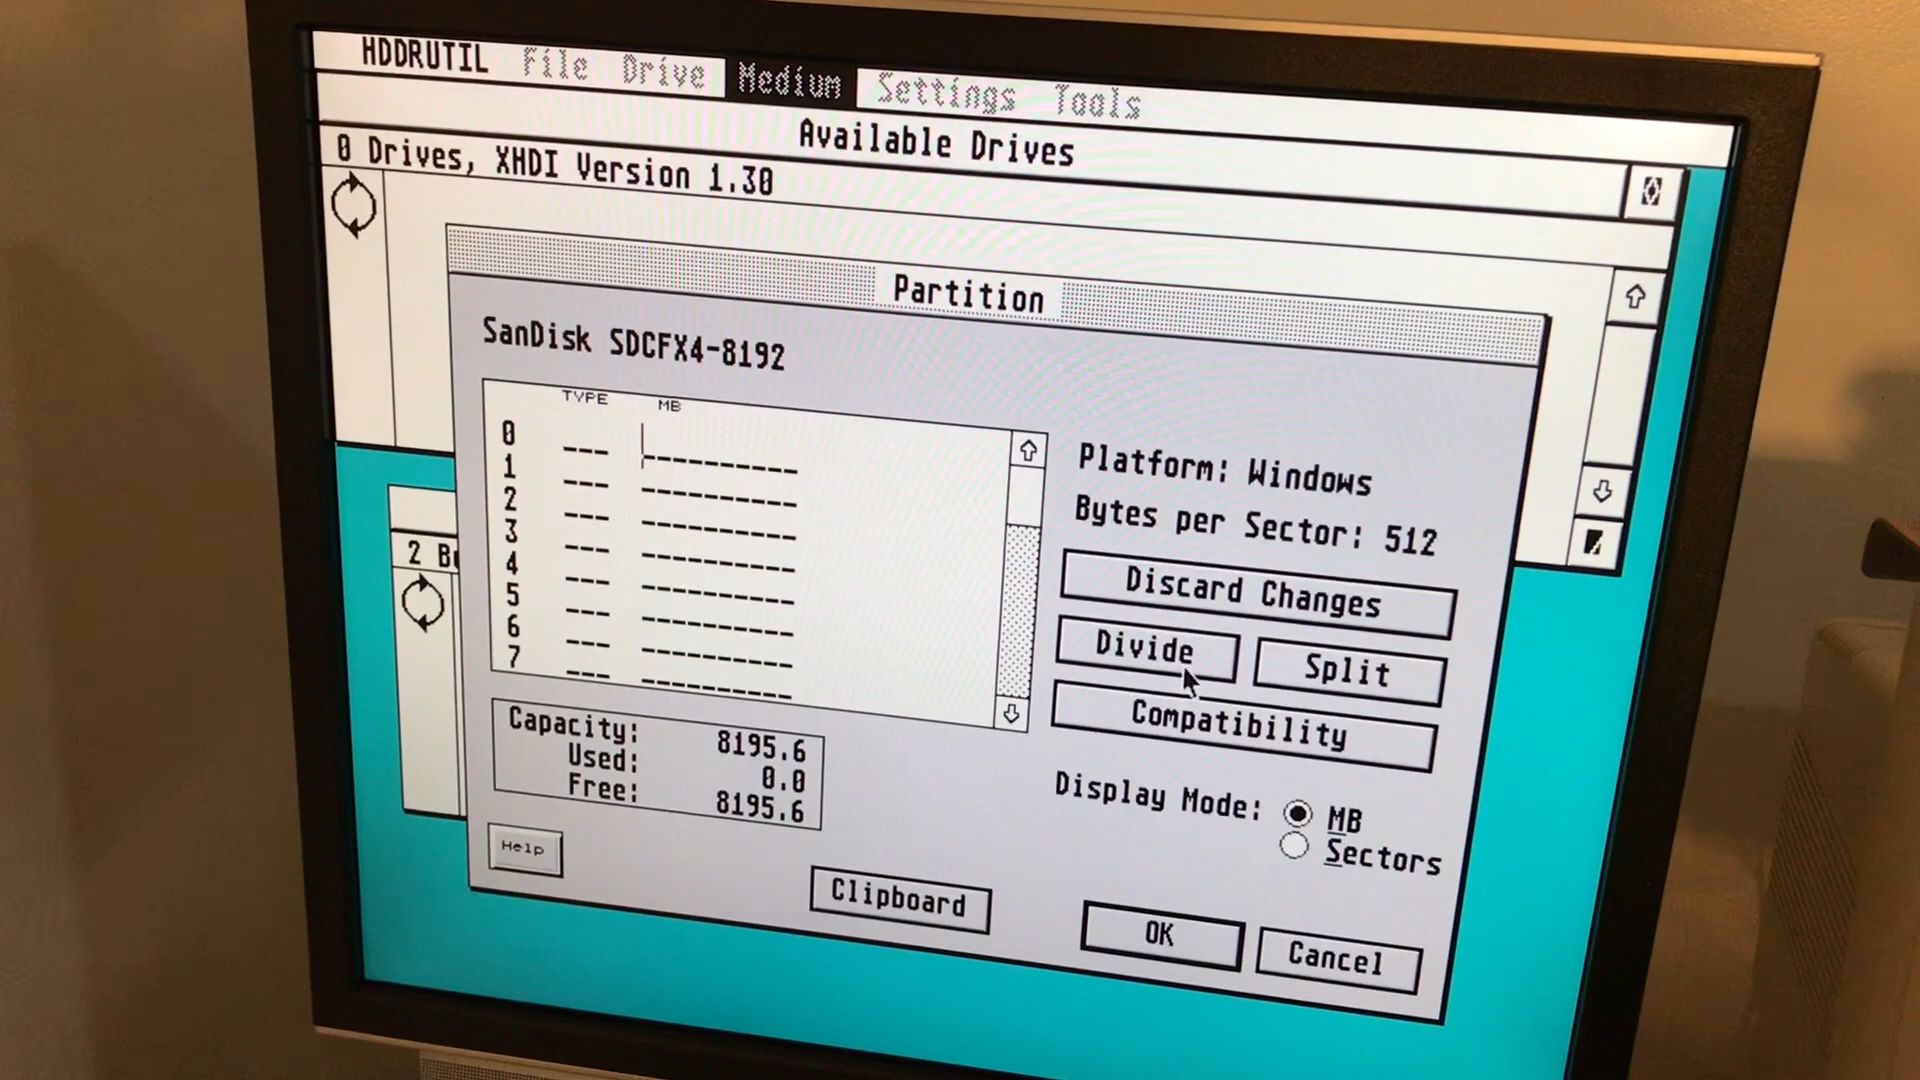 HDDRUTIL File Drive Medium Settings Tools
Available Drives
0 Drives, XHDI Version 1.30
Partition
SanDisk SDCFX4-8192
TYPE MB
0 --- ----------
1 --- ----------
2 --- ----------
3 --- ----------
4 --- ----------
5 --- ----------
6 --- ----------
7 --- ----------
Platform: Windows
Bytes per Sector: 512
Discard Changes
Divide Split
Compatibility
2
Capacity: 8195.6
Used: 0.0
Free: 8195.6
Display Mode: MB
Sectors
Help
Clipboard
OK Cancel